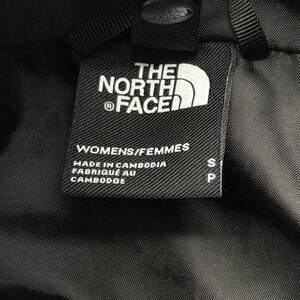 THE
NORTH
FACE®
WOMENS/FEMMES
MADE IN CAMBODIA
FABRIQUÉ AU
CAMBODGE
S
P